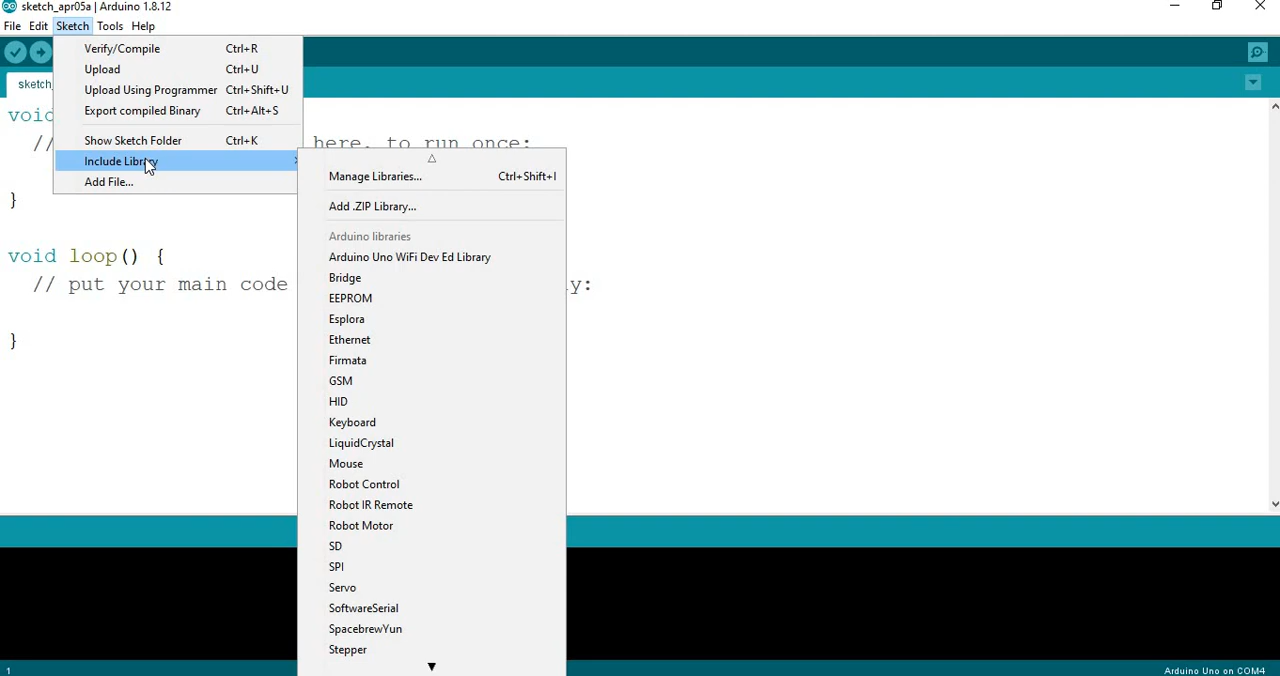 sketch_apr05a | Arduino 1.8.12
File Edit Sketch Tools Help
Verify/Compile Ctrl+R
Upload Ctrl+U
sketch_
Upload Using Programmer Ctrl+Shift+U
Export compiled Binary Ctrl+Alt+S
void
Show Sketch Folder Ctrl+K
// here, to run once:
Include Library
Manage Libraries... Ctrl+Shift+I
Add File...
}
Add .ZIP Library...
Arduino libraries
void loop() {
Arduino Uno WiFi Dev Ed Library
Bridge
// put your main code y:
EEPROM
Esplora
}
Ethernet
Firmata
GSM
HID
Keyboard
LiquidCrystal
Mouse
Robot Control
Robot IR Remote
Robot Motor
SD
SPI
Servo
SoftwareSerial
SpacebrewYun
Stepper
1 Arduino Uno on COM4